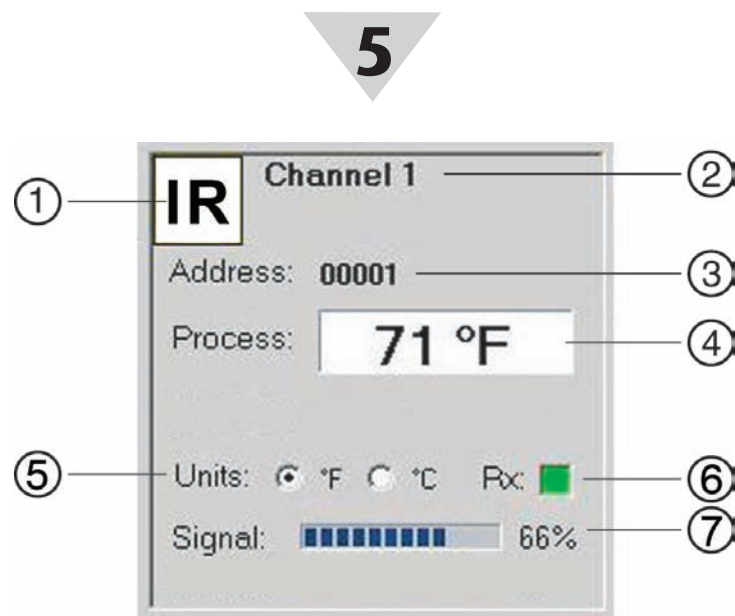 5
① IR Channel 1 ②
Address: 00001 ③
Process: 71 °F ④
⑤ Units: °F °C Rx: ⑥
Signal: 66% ⑦